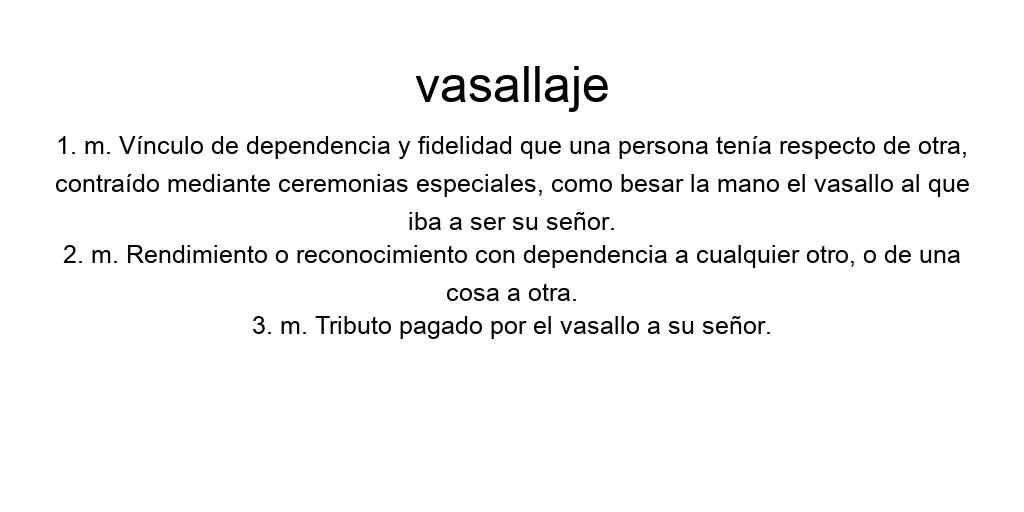 vasallaje
1. m. Vínculo de dependencia y fidelidad que una persona tenía respecto de otra,
contraído mediante ceremonias especiales, como besar la mano el vasallo al que
iba a ser su señor.
2. m. Rendimiento o reconocimiento con dependencia a cualquier otro, o de una
cosa a otra.
3. m. Tributo pagado por el vasallo a su señor.